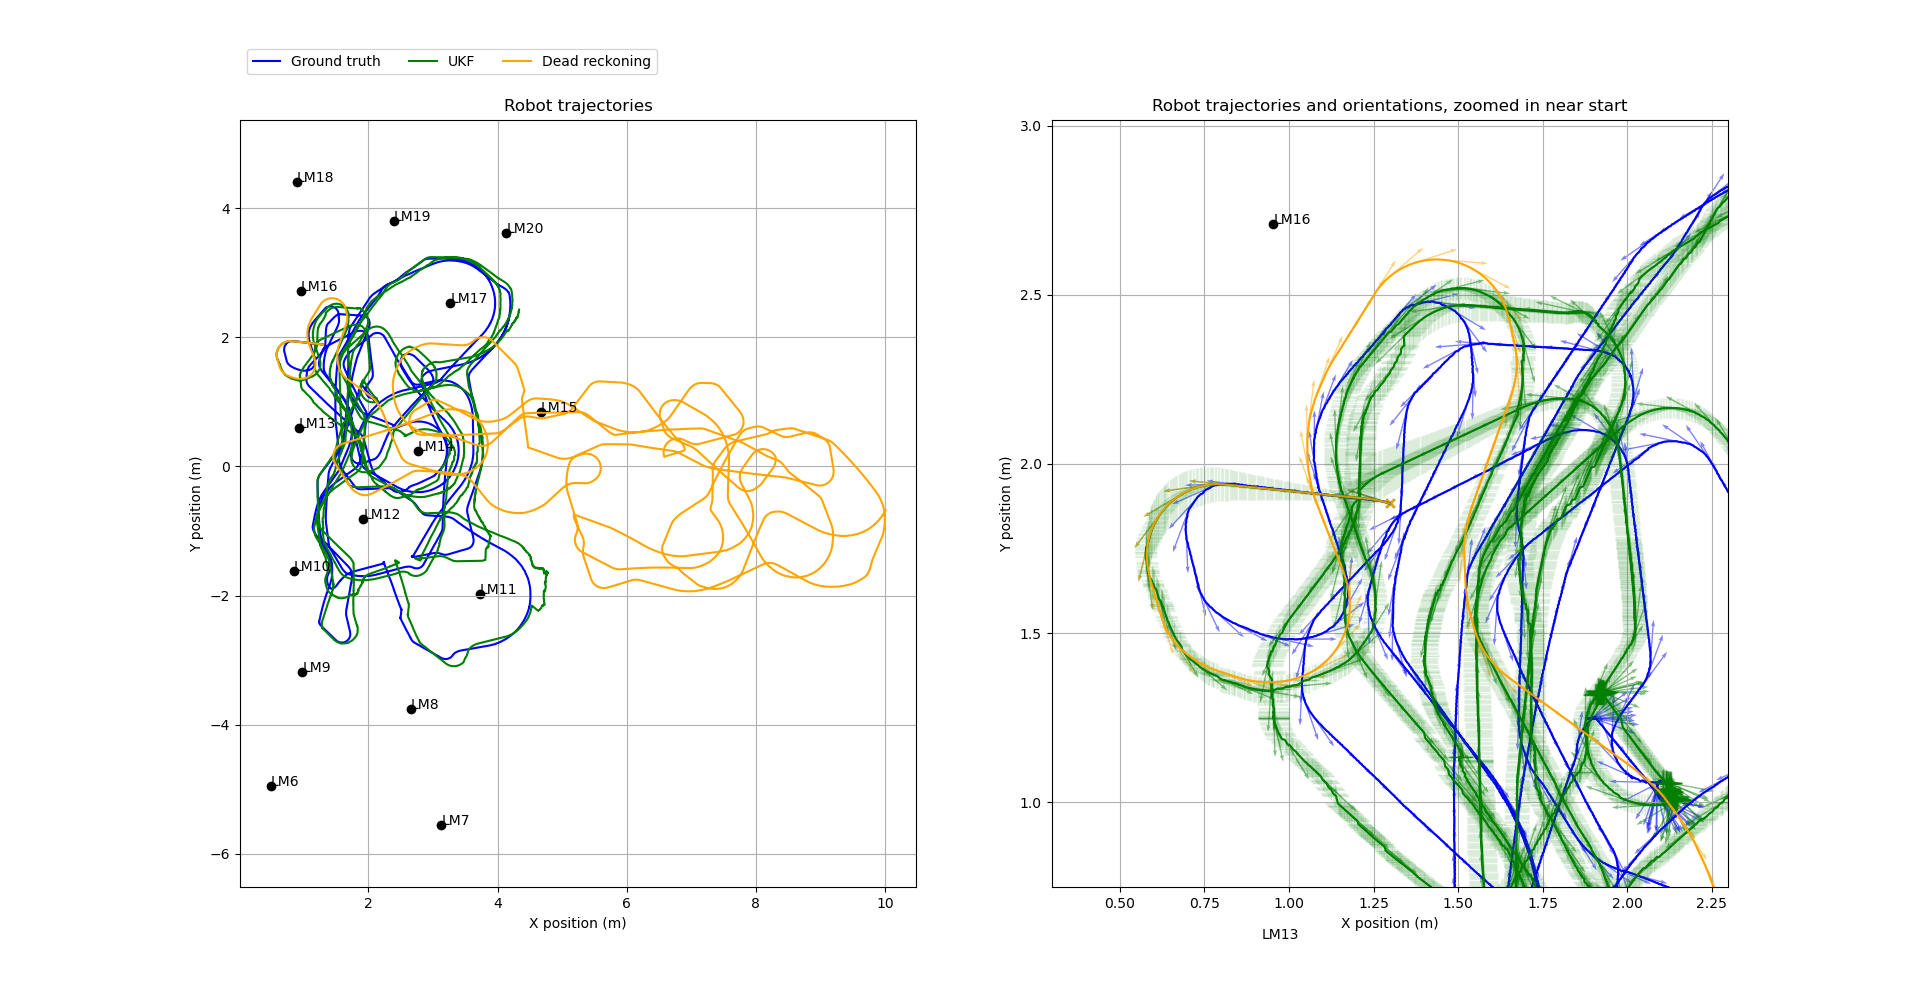 Ground truth UKF Dead reckoning
Robot trajectories
Y position (m)
4
2
0
−2
−4
−6
LM18
LM19
LM20
LM16
LM17
LM15
LM13
LM14
LM12
LM10
LM11
LM9
LM8
LM6
LM7
2 4 6 8 10
X position (m)
Robot trajectories and orientations, zoomed in near start
Y position (m)
3.0
2.5
2.0
1.5
1.0
LM16
0.50 0.75 1.00 1.25 1.50 1.75 2.00 2.25
X position (m)
LM13